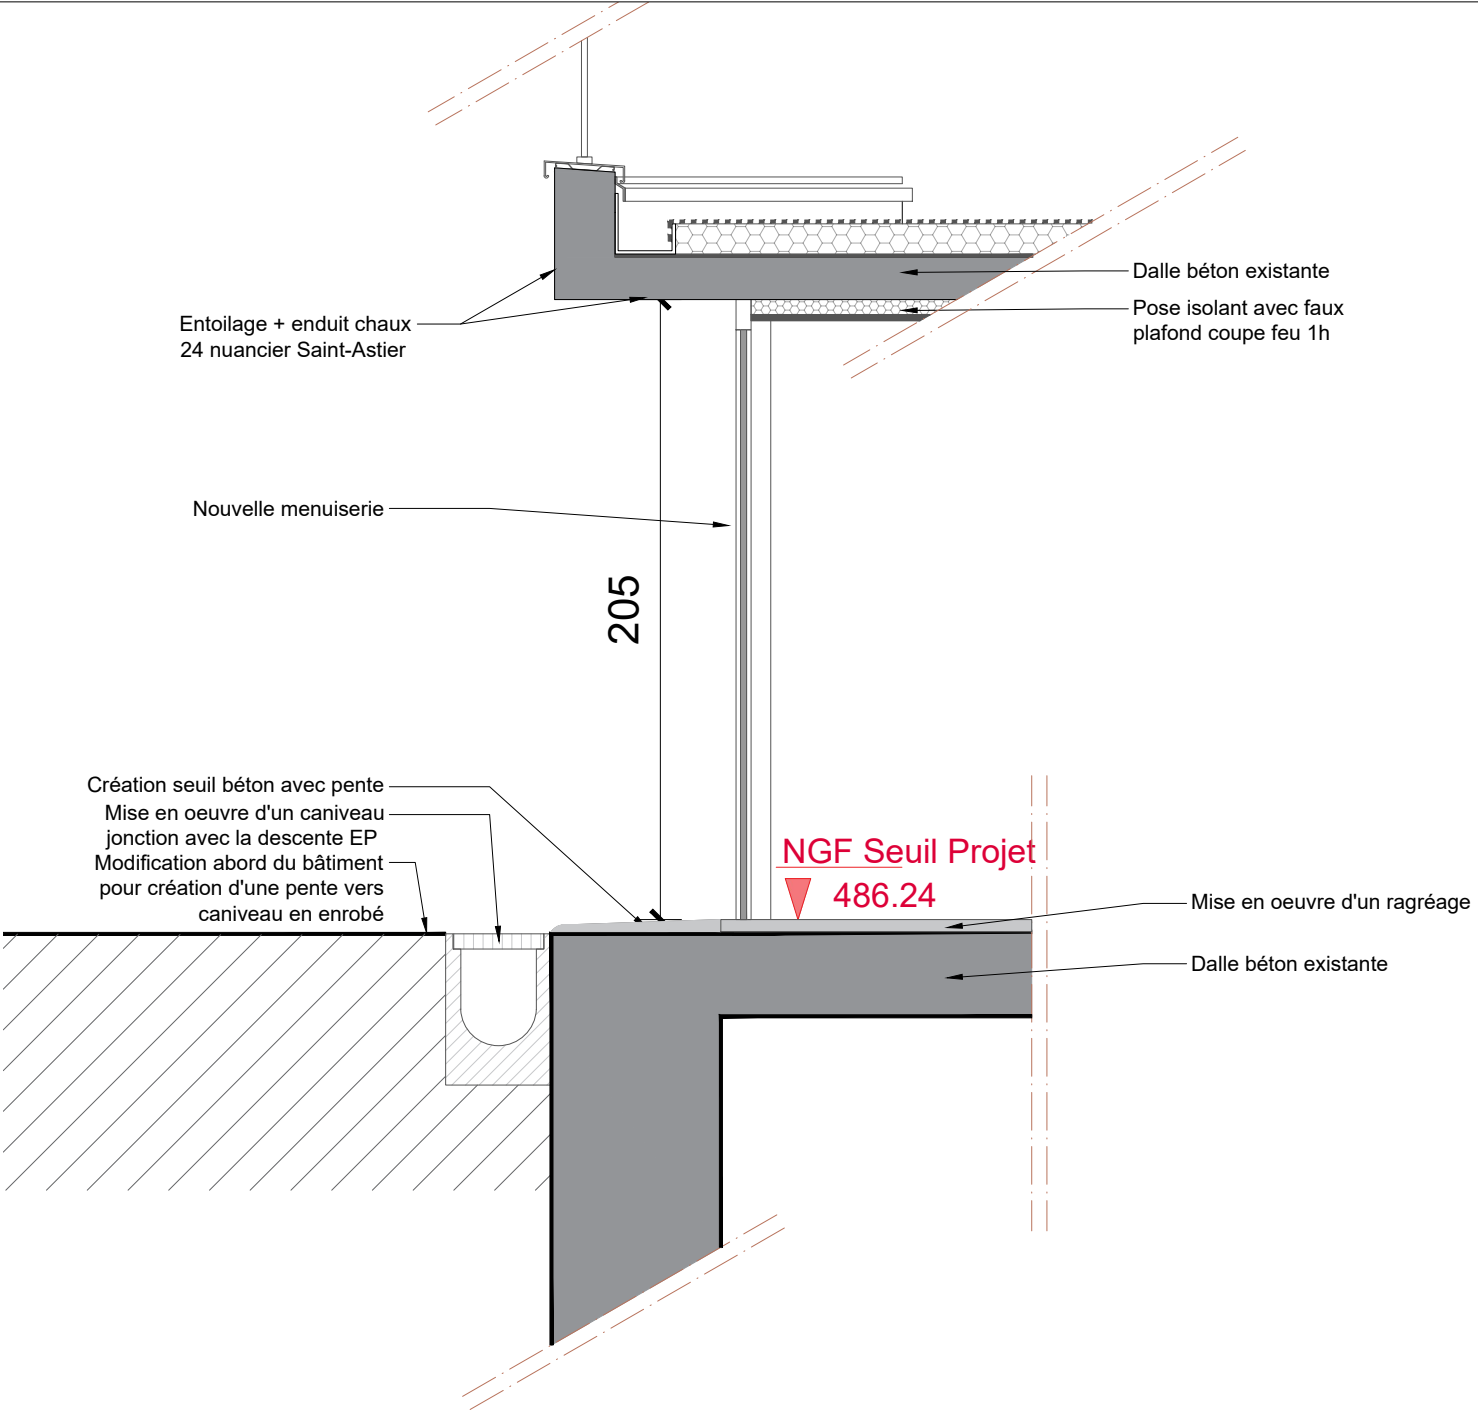 Dalle béton existante
Pose isolant avec faux
plafond coupe feu 1h
Entoilage + enduit chaux
24 nuancier Saint-Astier
Nouvelle menuiserie
205
Création seuil béton avec pente
Mise en oeuvre d'un caniveau
jonction avec la descente EP
Modification abord du bâtiment
pour création d'une pente vers
caniveau en enrobé
NGF Seuil Projet
486.24
Mise en oeuvre d'un ragréage
Dalle béton existante